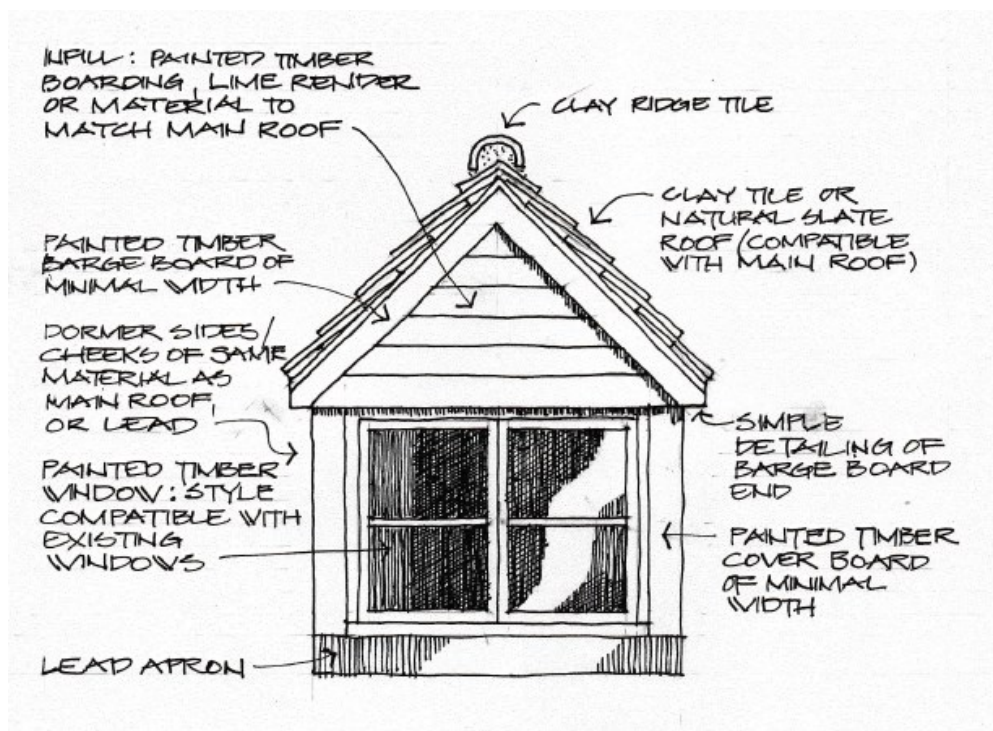 INFILL: PAINTED TIMBER
BOARDING, LIME RENDER
OR MATERIAL TO
MATCH MAIN ROOF
CLAY RIDGE TILE
CLAY TILE OR
NATURAL SLATE
ROOF (COMPATIBLE
WITH MAIN ROOF)
PAINTED TIMBER
BARGE BOARD OF
MINIMAL WIDTH
DORMER SIDES/
CHEEKS OF SAME
MATERIAL AS
MAIN ROOF,
OR LEAD
SIMPLE
DETAILING OF
BARGE BOARD
END
PAINTED TIMBER
WINDOW: STYLE
COMPATIBLE WITH
EXISTING
WINDOWS
PAINTED TIMBER
COVER BOARD
OF MINIMAL
WIDTH
LEAD APRON